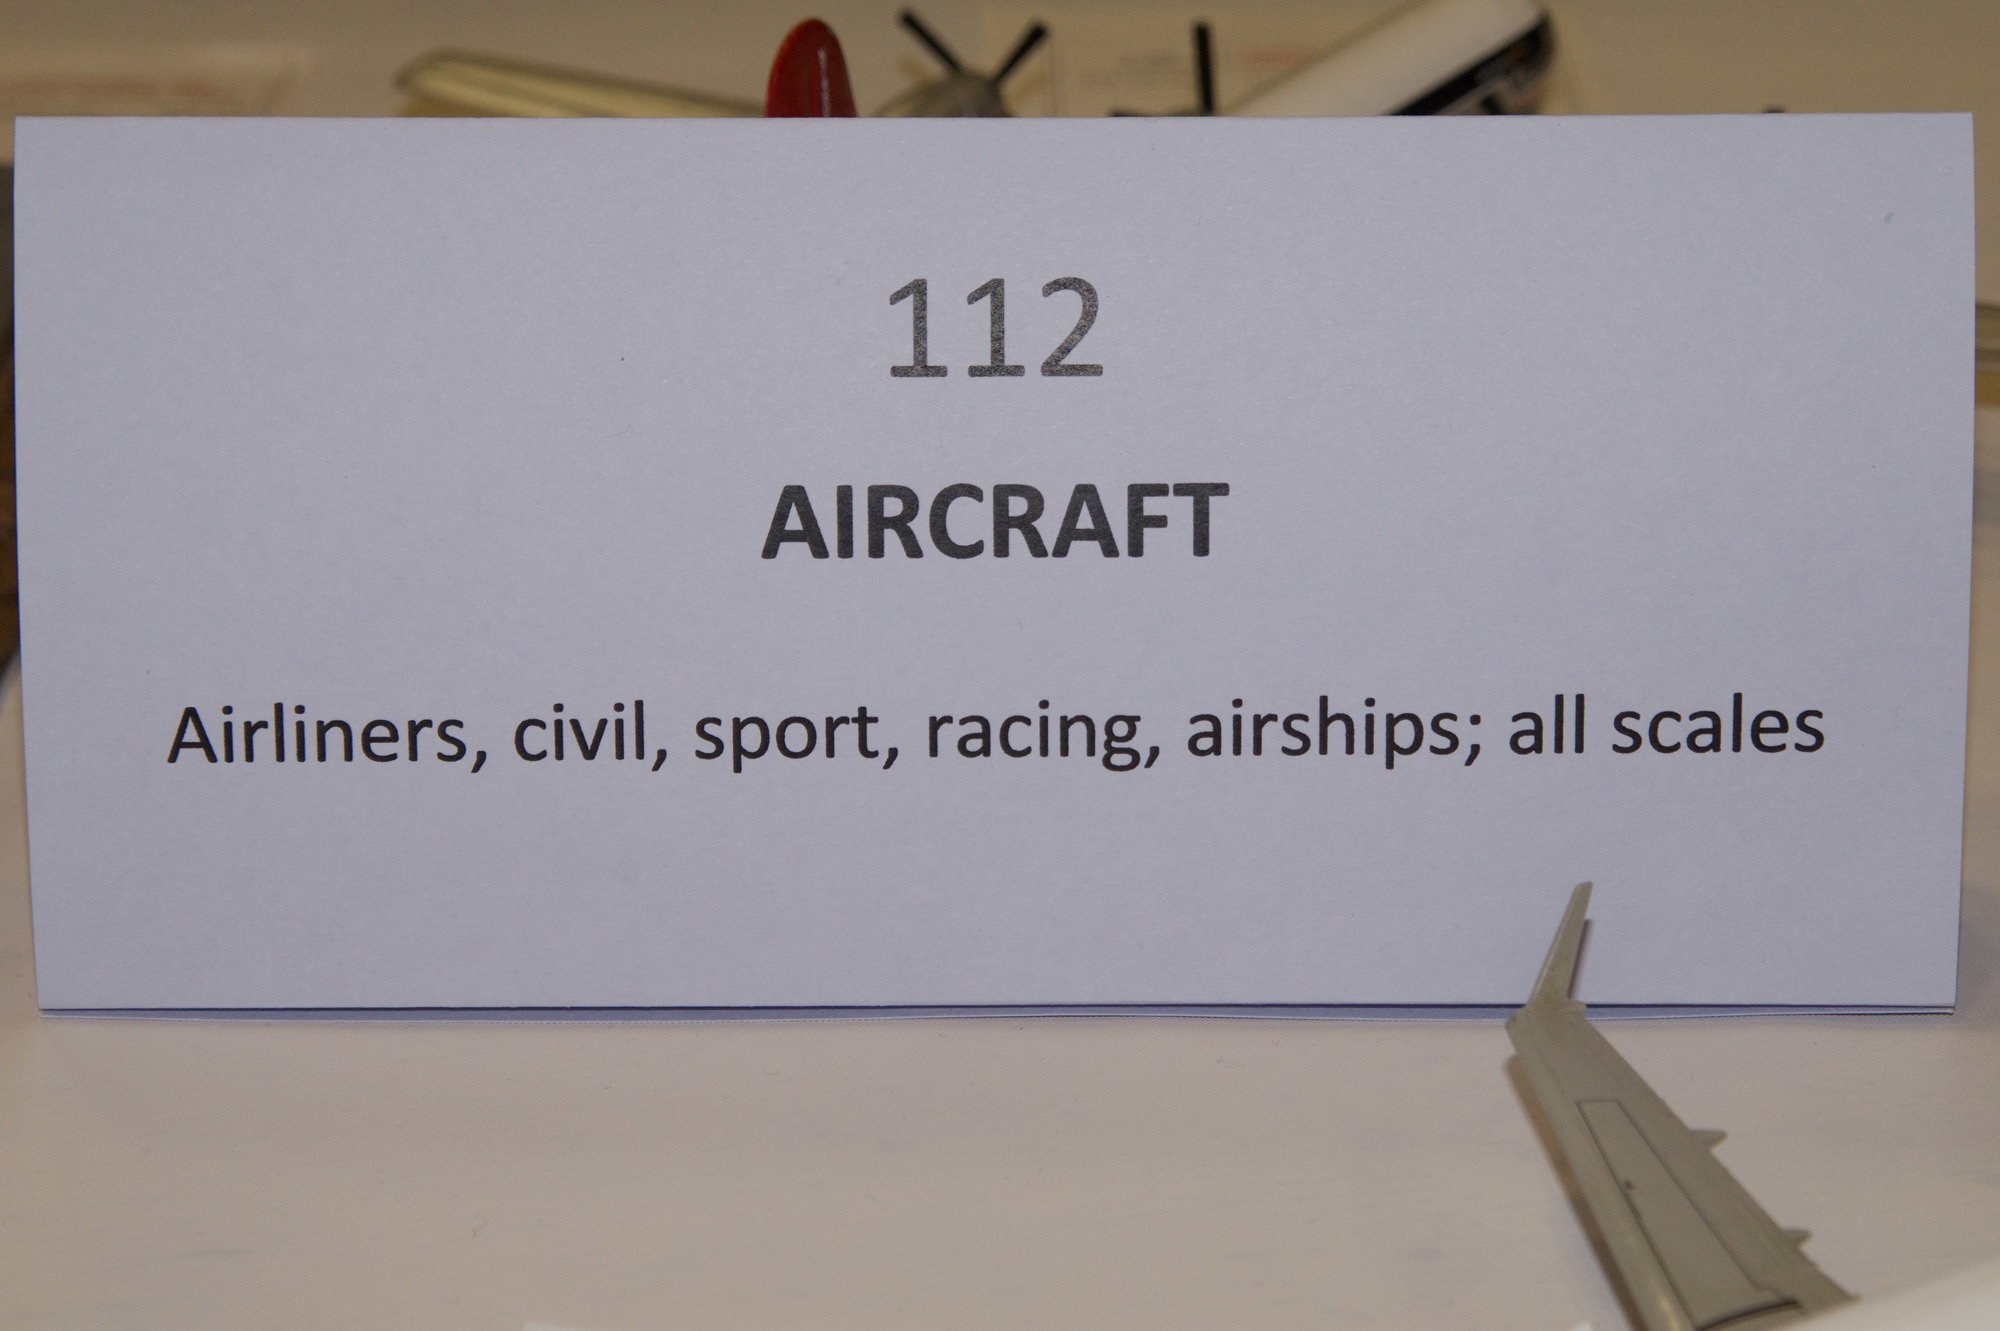 112
AIRCRAFT
Airliners, civil, sport, racing, airships; all scales